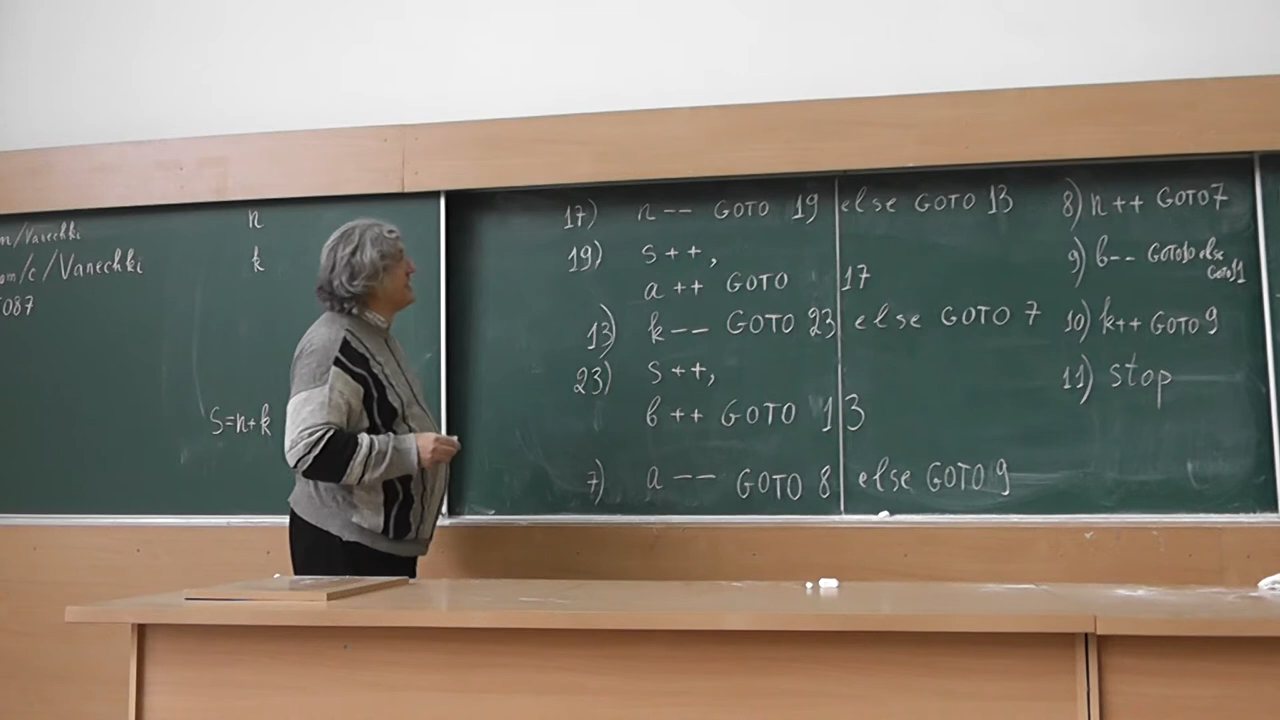 m/Vanechki
om/c/Vanechki
087
n
k
S=n+k
17) n-- GOTO 19 else GOTO 13
19) s++,
a++ GOTO 17
13) k-- GOTO 23 else GOTO 7
23) s++,
b++ GOTO 13
7) a-- GOTO 8 else GOTO 9
8) n++ GOTO 7
9) b-- GOTO 10 else
GOTO 11
10) k++ GOTO 9
11) stop